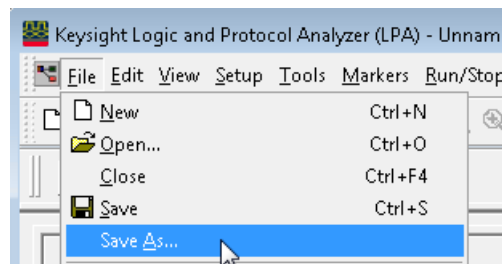 Keysight Logic and Protocol Analyzer (LPA) - Unnam
File Edit View Setup Tools Markers Run/Stop
New Ctrl+N
Open... Ctrl+O
Close Ctrl+F4
Save Ctrl+S
Save As...